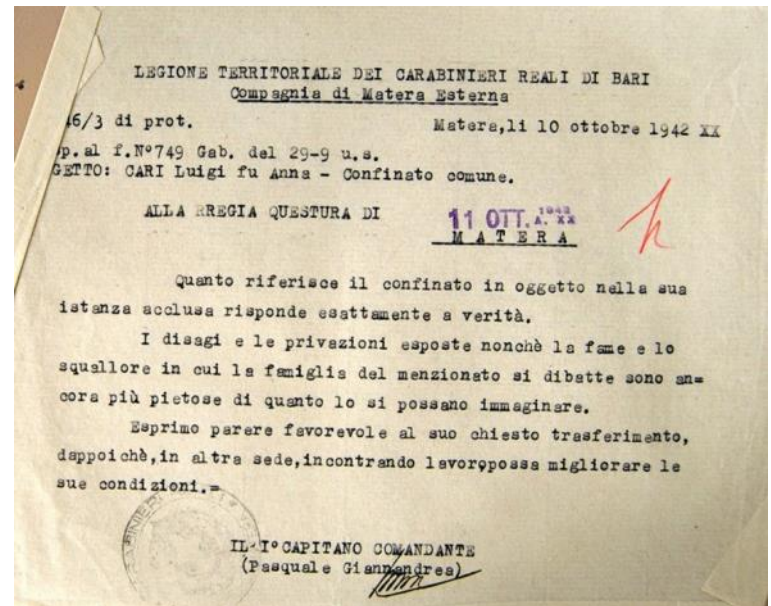 LEGIONE TERRITORIALE DEI CARABINIERI REALI DI BARI
Compagnia di Matera Esterna
46/3 di prot. Matera,li 10 ottobre 1942 XX
p.al f.N°749 Gab. del 29-9 u.s.
GETTO: CARI Luigi fu Anna - Confinato comune.
ALLA RREGIA QUESTURA DI 11 OTT. 1942 A. XX
M A T E R A
Quanto riferisce il confinato in oggetto nella sua
istanza acclusa risponde esattamente a verità.
I disagi e le privazioni esposte nonchè la fame e lo
squallore in cui la famiglia del menzionato si dibatte sono an=
cora più pietose di quanto lo si possano immaginare.
Esprimo parere favorevole al suo chiesto trasferimento,
dappoichè,in altra sede,incontrando lavoro possa migliorare le
sue condizioni.=
IL I° CAPITANO COMANDANTE
(Pasquale Giannandrea)